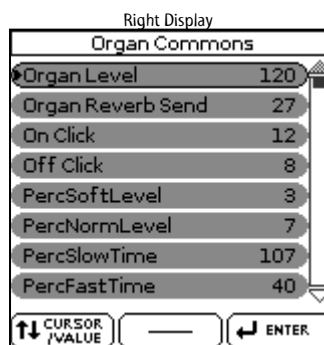 Right Display
Organ Commons
Organ Level 120
Organ Reverb Send 27
On Click 12
Off Click 8
PercSoftLevel 3
PercNormLevel 7
PercSlowTime 107
PercFastTime 40
CURSOR
/VALUE
ENTER